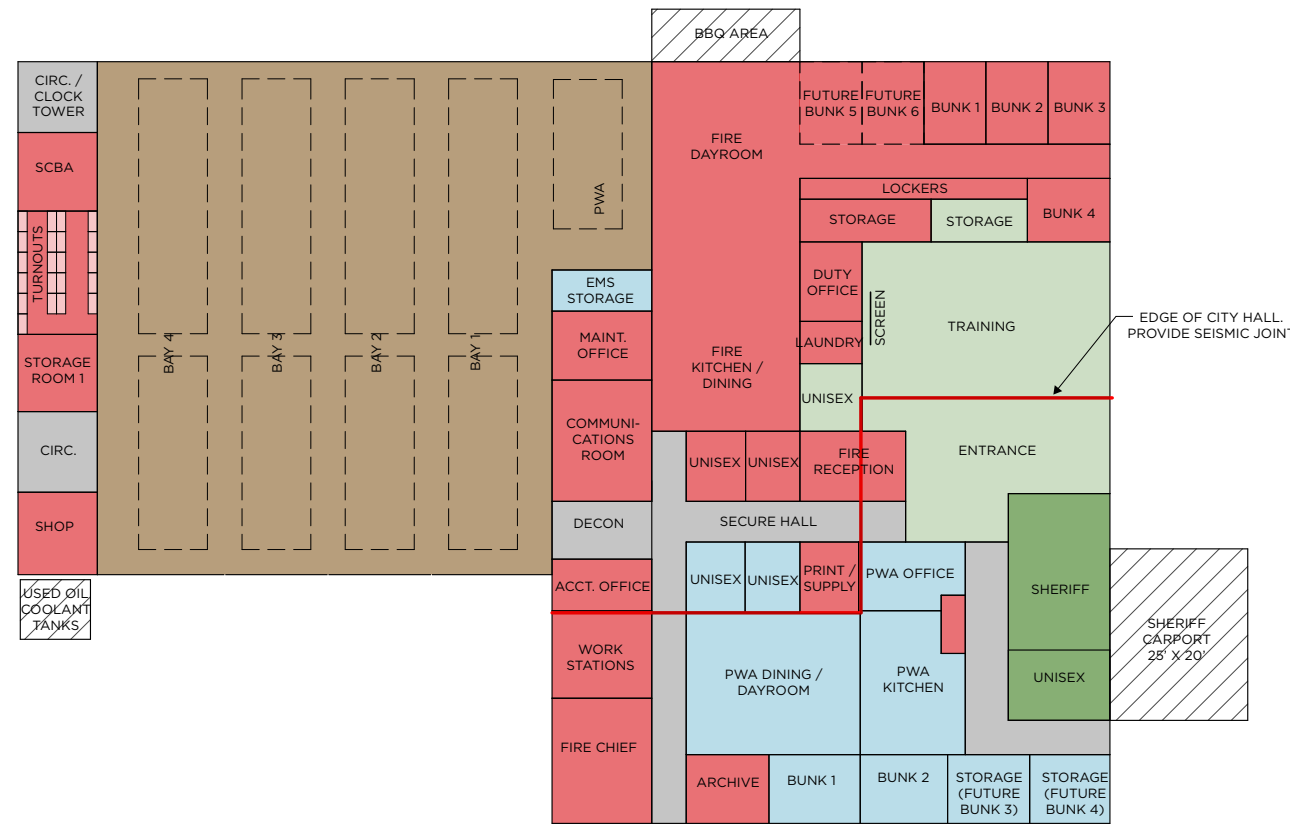 BBQ AREA
CIRC. /
CLOCK
TOWER
SCBA
TURNOUTS
STORAGE
ROOM 1
CIRC.
SHOP
USED OIL
COOLANT
TANKS
BAY 4
BAY 3
BAY 2
BAY 1
PWA
EMS
STORAGE
MAINT.
OFFICE
COMMUNI-
CATIONS
ROOM
DECON
ACCT. OFFICE
WORK
STATIONS
FIRE CHIEF
FIRE
DAYROOM
FIRE
KITCHEN /
DINING
FUTURE
BUNK 5
FUTURE
BUNK 6
BUNK 1
BUNK 2
BUNK 3
LOCKERS
STORAGE
STORAGE
BUNK 4
DUTY
OFFICE
SCREEN
TRAINING
LAUNDRY
UNISEX
EDGE OF CITY HALL.
PROVIDE SEISMIC JOINT
UNISEX
UNISEX
FIRE
RECEPTION
ENTRANCE
SECURE HALL
UNISEX
UNISEX
PRINT /
SUPPLY
PWA OFFICE
SHERIFF
UNISEX
SHERIFF
CARPORT
25' X 20'
PWA DINING /
DAYROOM
PWA
KITCHEN
ARCHIVE
BUNK 1
BUNK 2
STORAGE
(FUTURE
BUNK 3)
STORAGE
(FUTURE
BUNK 4)